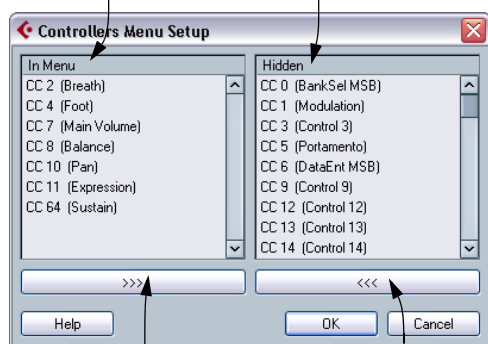 Controllers Menu Setup
In Menu
CC 2 (Breath)
CC 4 (Foot)
CC 7 (Main Volume)
CC 8 (Balance)
CC 10 (Pan)
CC 11 (Expression)
CC 64 (Sustain)
>>>
Hidden
CC 0 (BankSel MSB)
CC 1 (Modulation)
CC 3 (Control 3)
CC 5 (Portamento)
CC 6 (DataEnt MSB)
CC 9 (Control 9)
CC 12 (Control 12)
CC 13 (Control 13)
CC 14 (Control 14)
<<<
Help
OK
Cancel